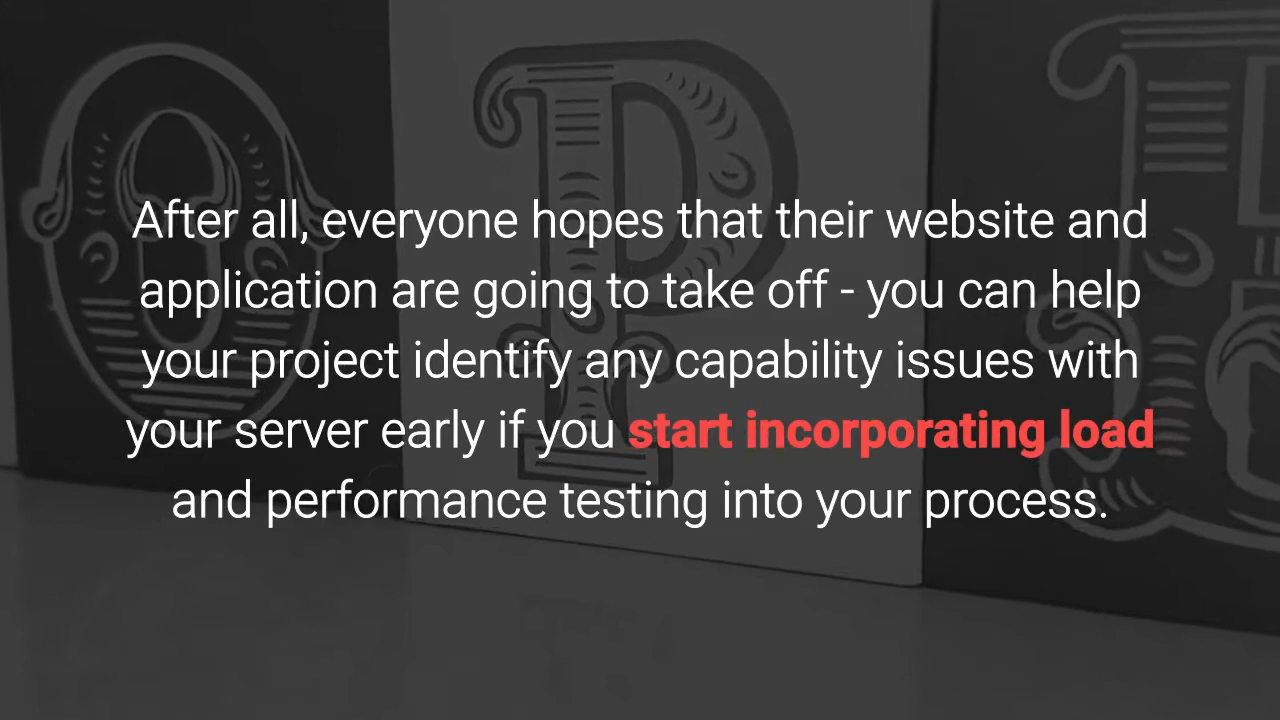 After all, everyone hopes that their website and
application are going to take off - you can help
your project identify any capability issues with
your server early if you start incorporating load
and performance testing into your process.
O P E